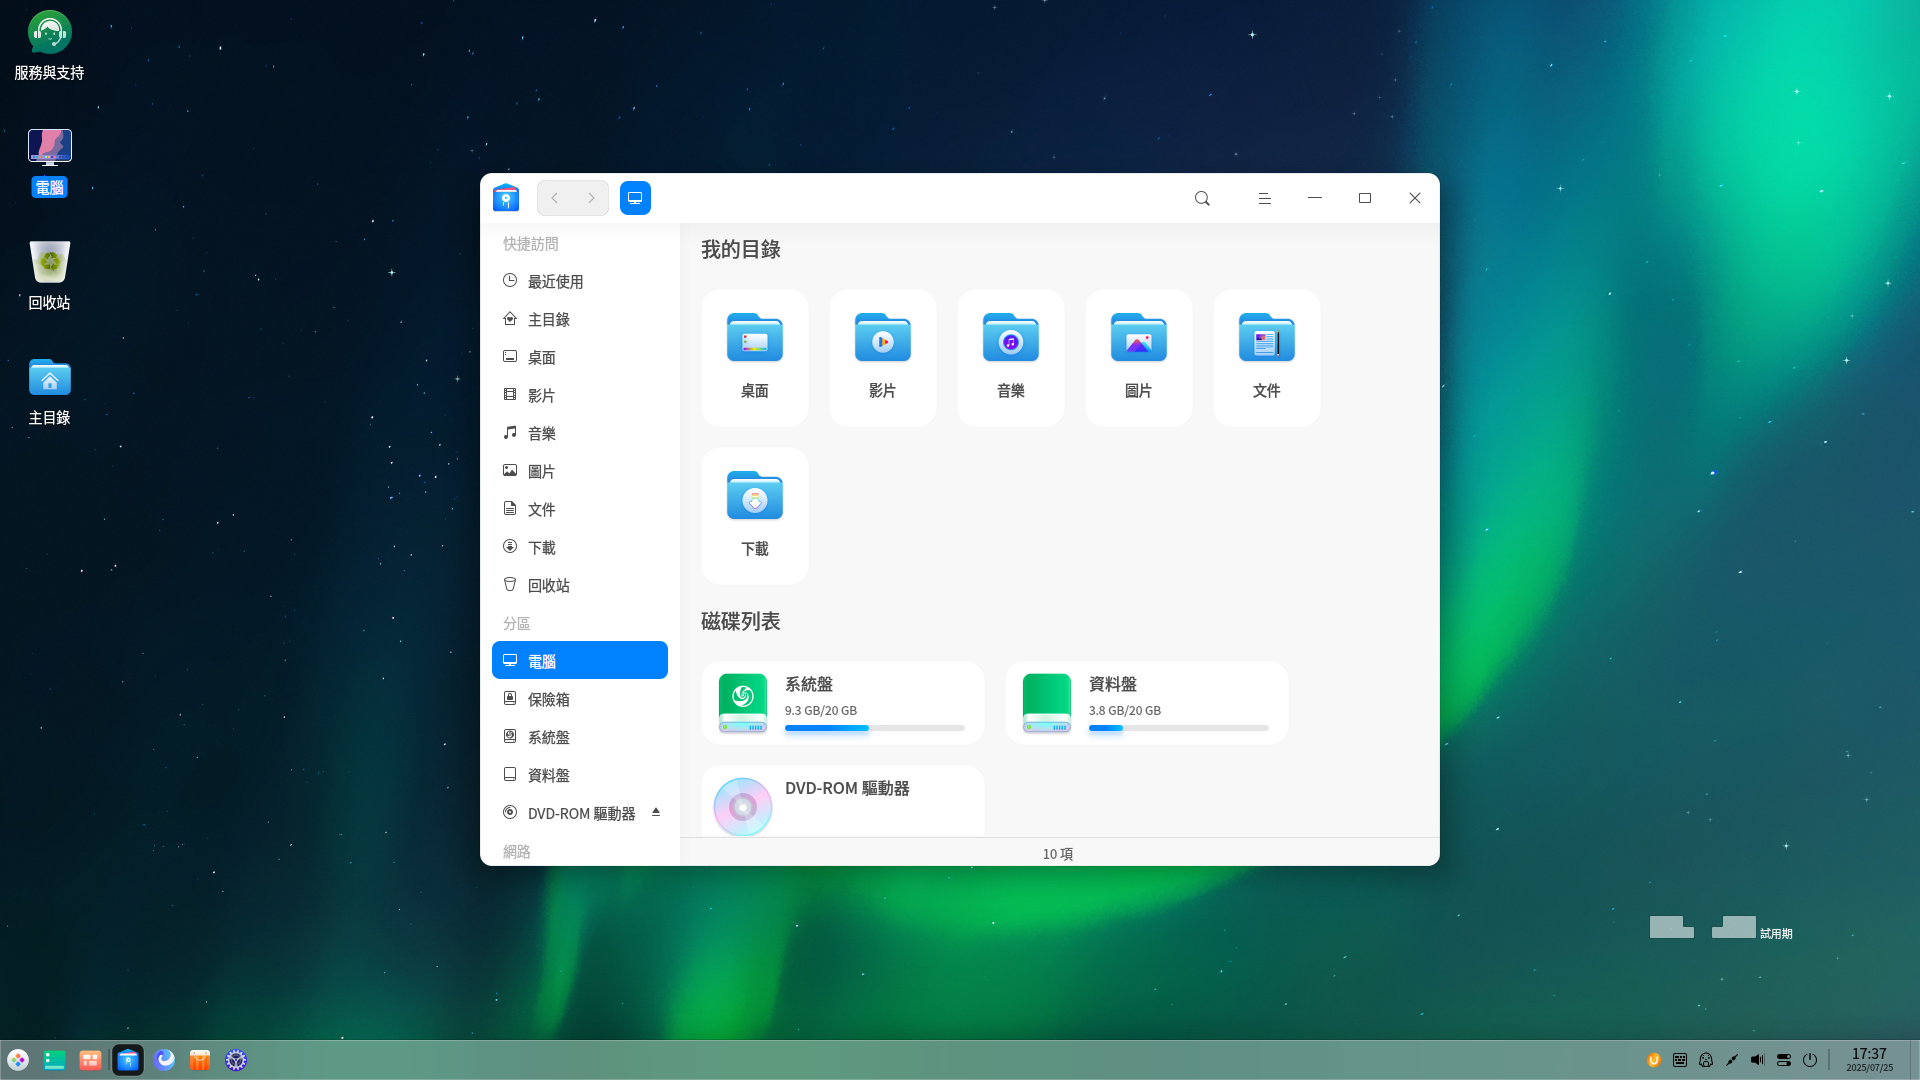 服務與支持
電腦
回收站
主目錄
快捷訪問
最近使用
主目錄
桌面
影片
音樂
圖片
文件
下載
回收站
分區
電腦
保險箱
系統盤
資料盤
DVD-ROM 驅動器
網路
我的目錄
桌面
影片
音樂
圖片
文件
下載
磁碟列表
系統盤
9.3 GB/20 GB
資料盤
3.8 GB/20 GB
DVD-ROM 驅動器
10 項
試用期
17:37
2025/07/25